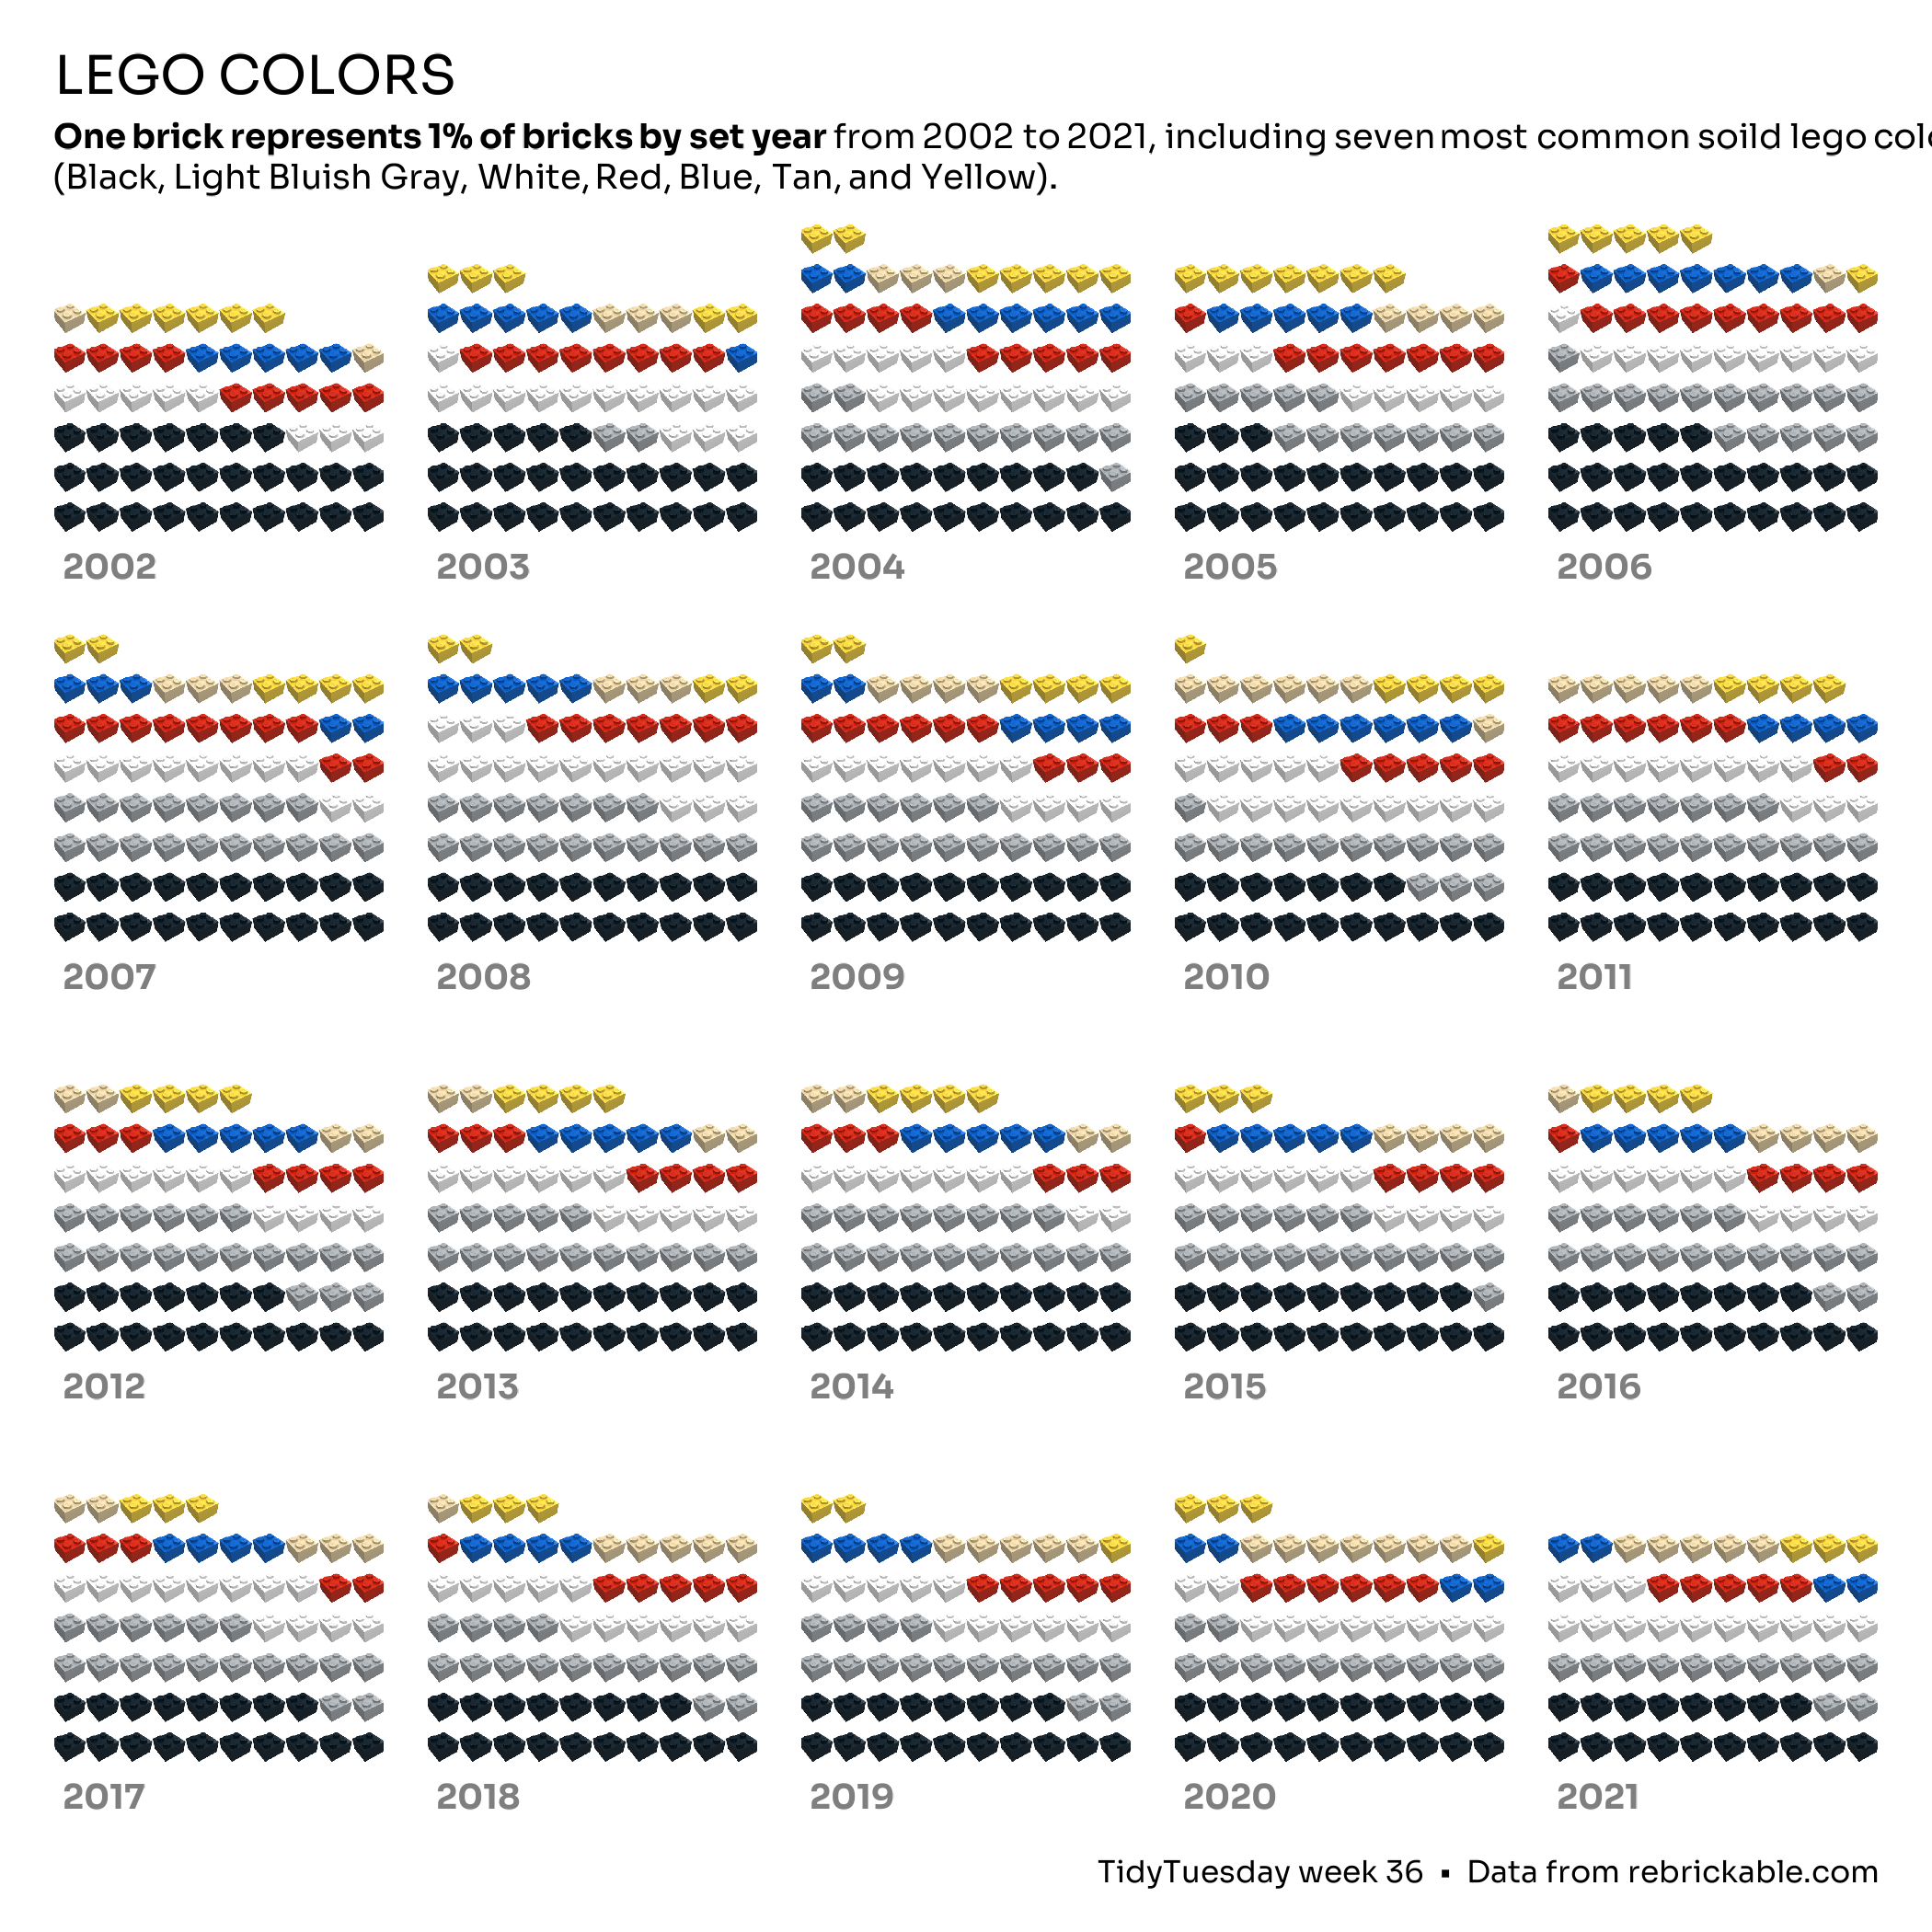 LEGO COLORS
One brick represents 1% of bricks by set year from 2002 to 2021, including seven most common soild lego
(Black, Light Bluish Gray, White, Red, Blue, Tan, and Yellow).
2002 2003 2004 2005 2006
2007 2008 2009 2010 2011
2012 2013 2014 2015 2016
2017 2018 2019 2020 2021
TidyTuesday week 36 ▪ Data from rebrickable.com